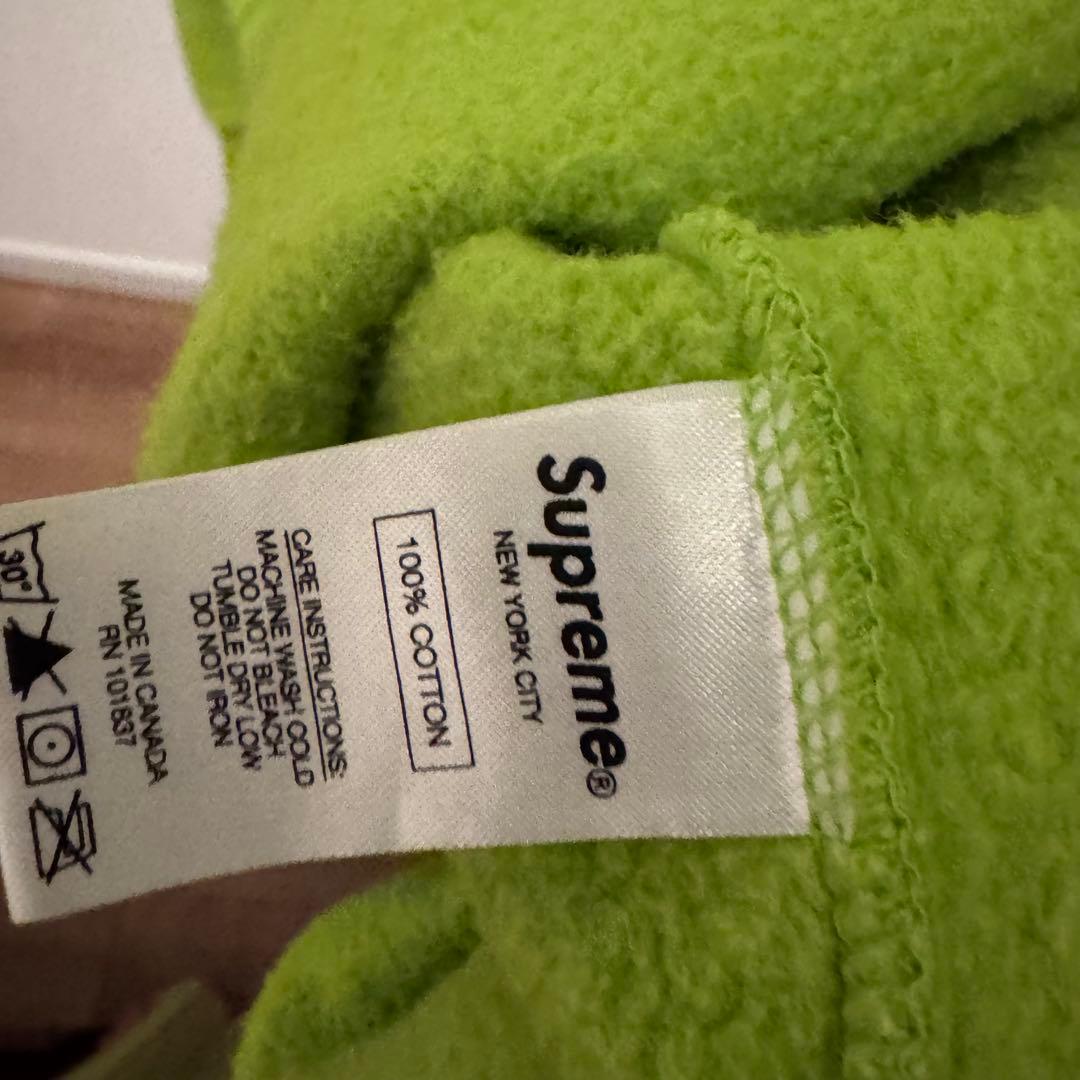 Supreme®
NEW YORK CITY
100% COTTON
CARE INSTRUCTIONS:
MACHINE WASH COLD
DO NOT BLEACH
TUMBLE DRY LOW
DO NOT IRON
MADE IN CANADA
RN 101837
30°